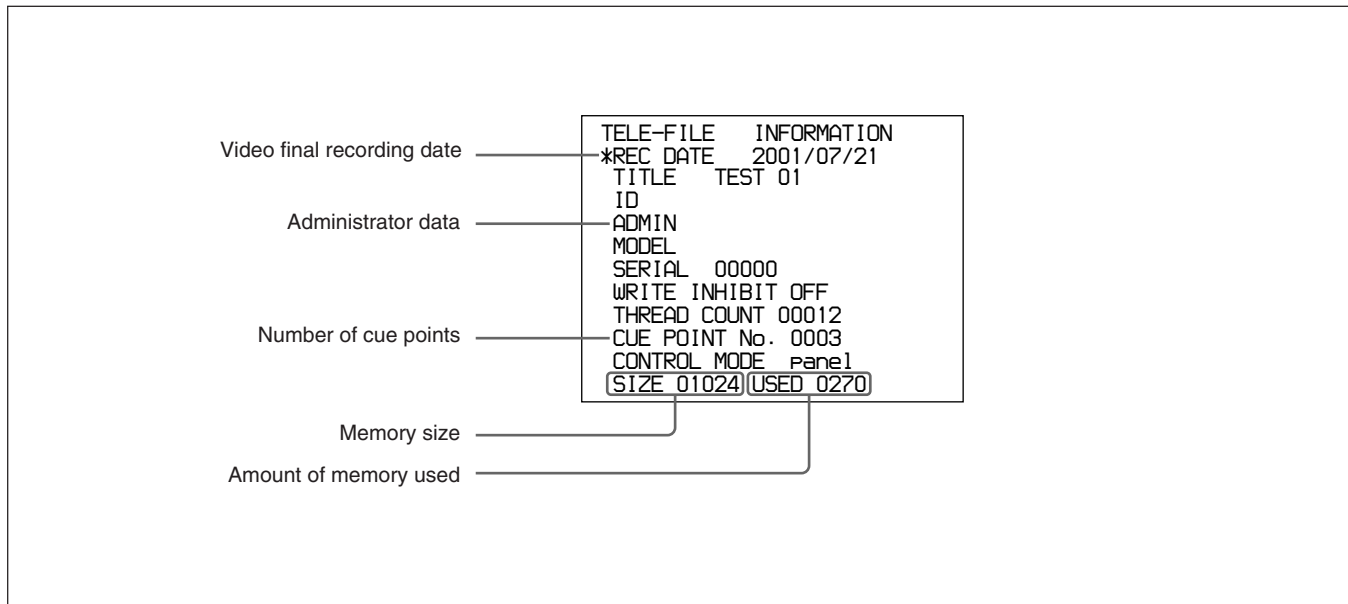 TELE-FILE INFORMATION
Video final recording date
*REC DATE 2001/07/21
TITLE TEST 01
ID
Administrator data
ADMIN
MODEL
SERIAL 00000
WRITE INHIBIT OFF
THREAD COUNT 00012
Number of cue points
CUE POINT No. 0003
CONTROL MODE panel
SIZE 01024 USED 0270
Memory size
Amount of memory used